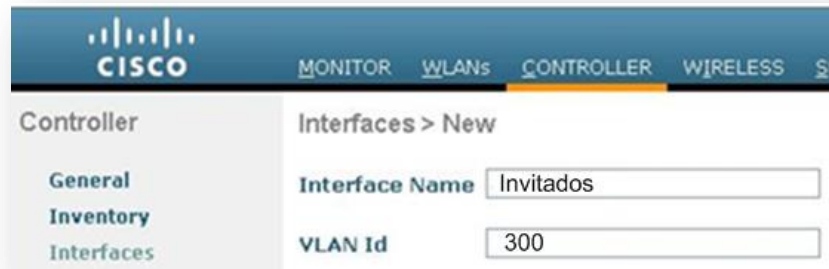 CISCO
MONITOR WLANs CONTROLLER WIRELESS
Controller
General
Inventory
Interfaces
Interfaces > New
Interface Name Invitados
VLAN Id 300